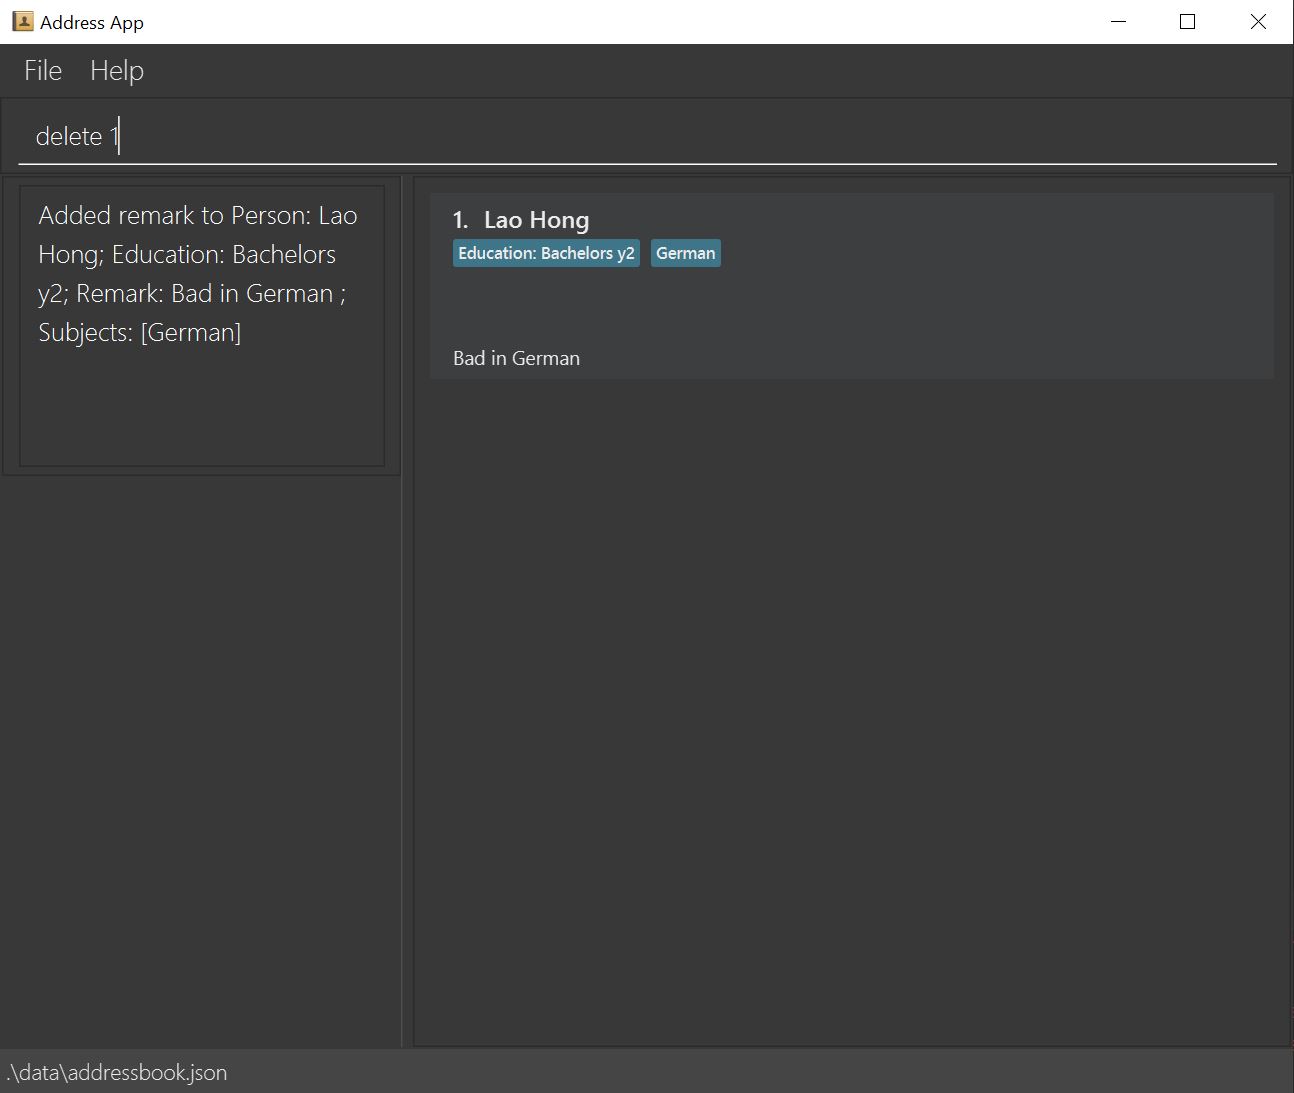 Address App
File Help
delete 1
Added remark to Person: Lao
Hong; Education: Bachelors
y2; Remark: Bad in German ;
Subjects: [German]
1. Lao Hong
Education: Bachelors y2 German
Bad in German
.\data\addressbook.json